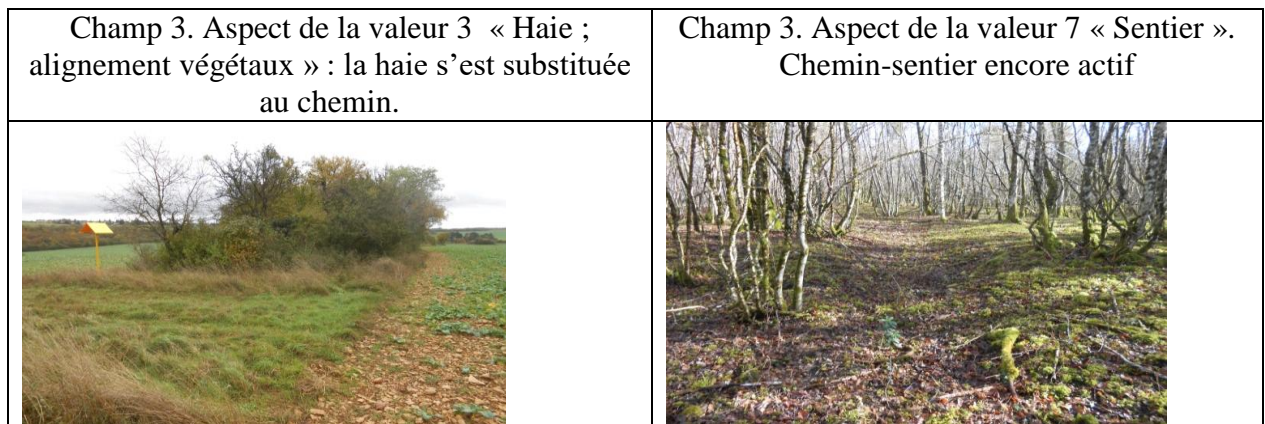 Champ 3. Aspect de la valeur 3 « Haie ;
alignement végétaux » : la haie s’est substituée
au chemin.
Champ 3. Aspect de la valeur 7 « Sentier ».
Chemin-sentier encore actif